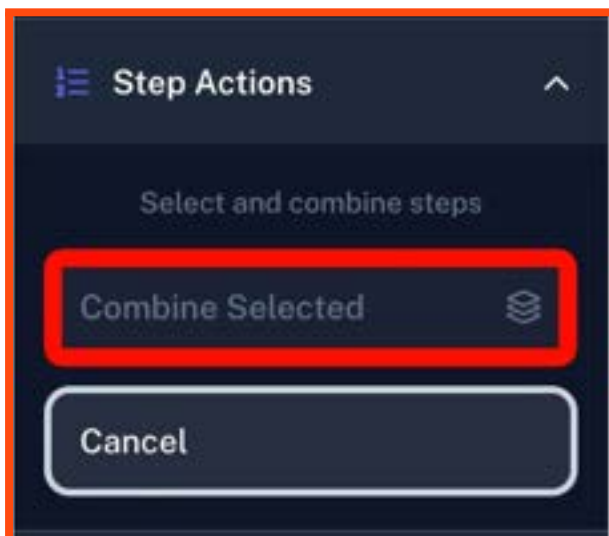 Step Actions
Select and combine steps
Combine Selected
Cancel